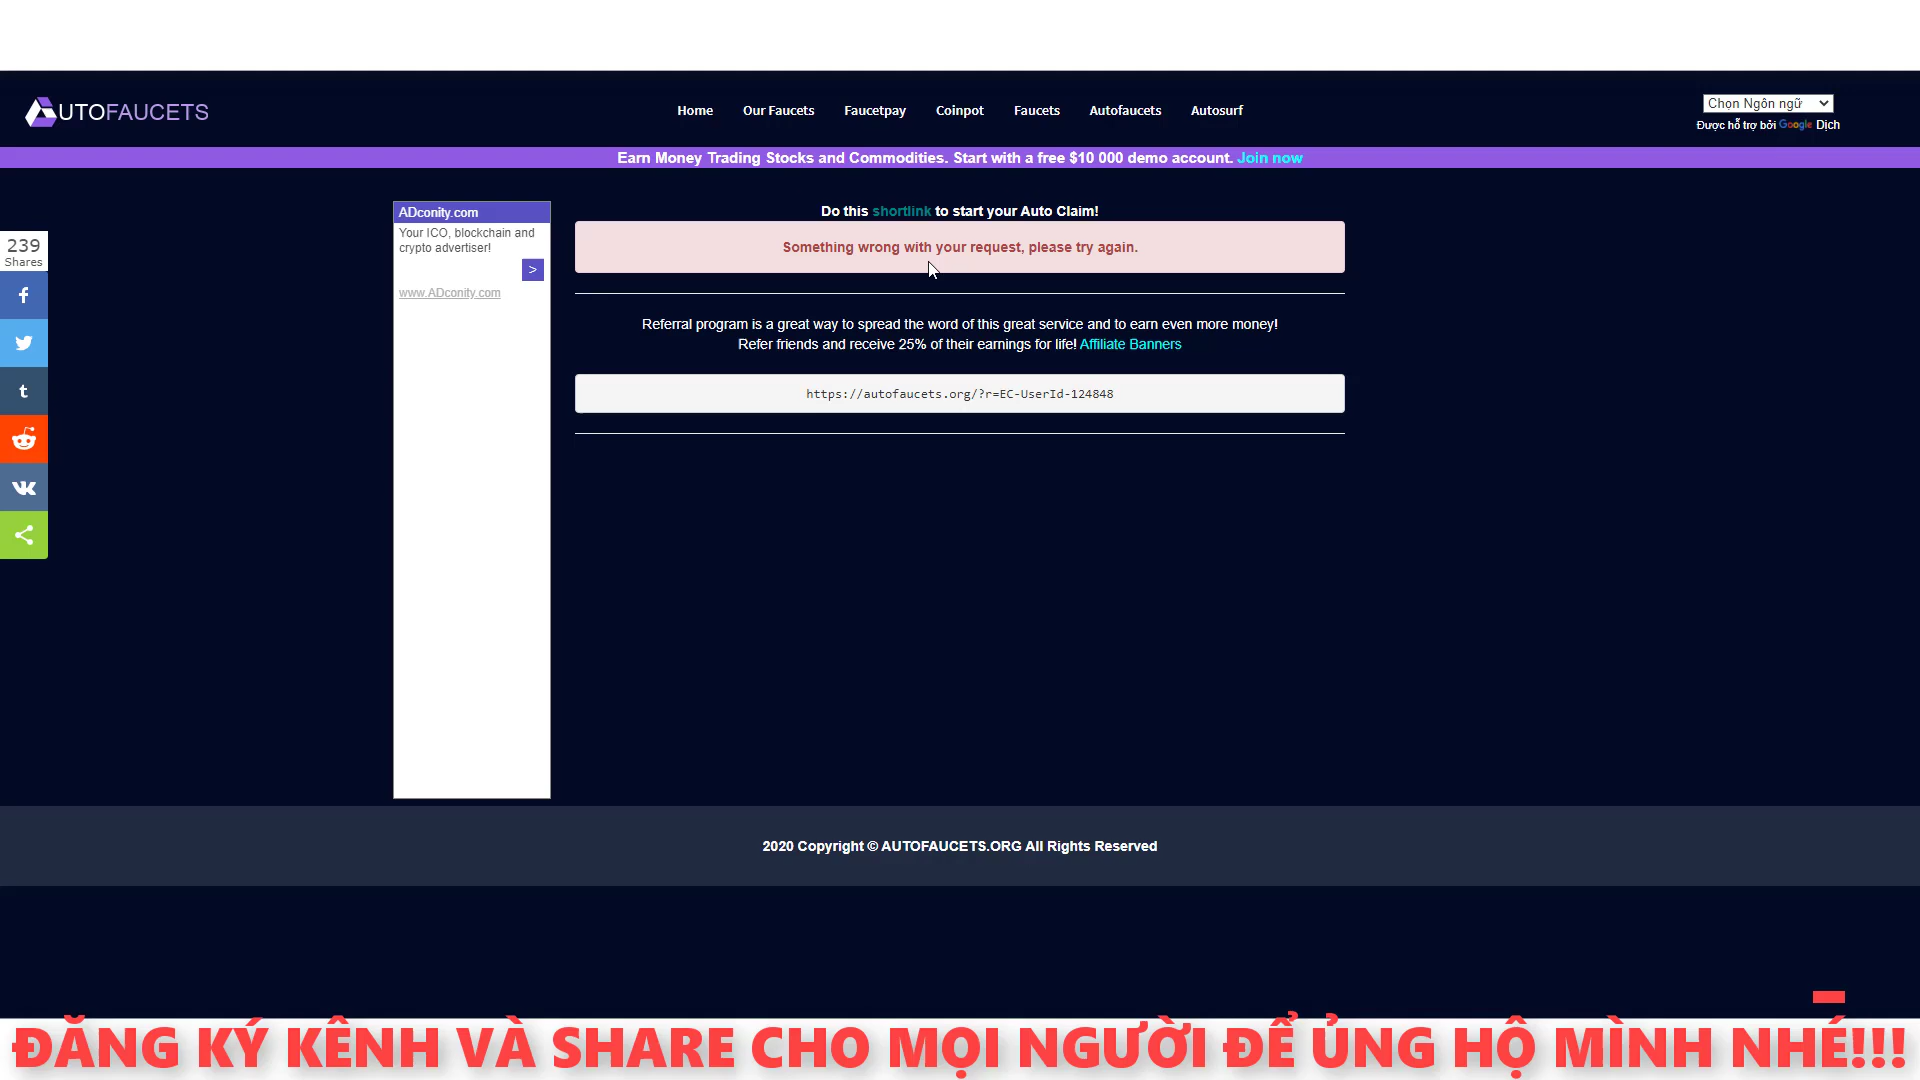 UTOFAUCETS
Home
Our Faucets
Faucetpay
Coinpot
Faucets
Autofaucets
Autosurf
Chọn Ngôn ngữ
Được hỗ trợ bởi Google Dịch
Earn Money Trading Stocks and Commodities. Start with a free $10 000 demo account. Join now
239
Shares
ADconity.com
Your ICO, blockchain and
crypto advertiser!
>
www.ADconity.com
Do this shortlink to start your Auto Claim!
Something wrong with your request, please try again.
Referral program is a great way to spread the word of this great service and to earn even more money!
Refer friends and receive 25% of their earnings for life! Affiliate Banners
https://autofaucets.org/?r=EC-UserId-124848
2020 Copyright © AUTOFAUCETS.ORG All Rights Reserved
ĐĂNG KÝ KÊNH VÀ SHARE CHO MỌI NGƯỜI ĐỂ ỦNG HỘ MÌNH NHÉ!!!